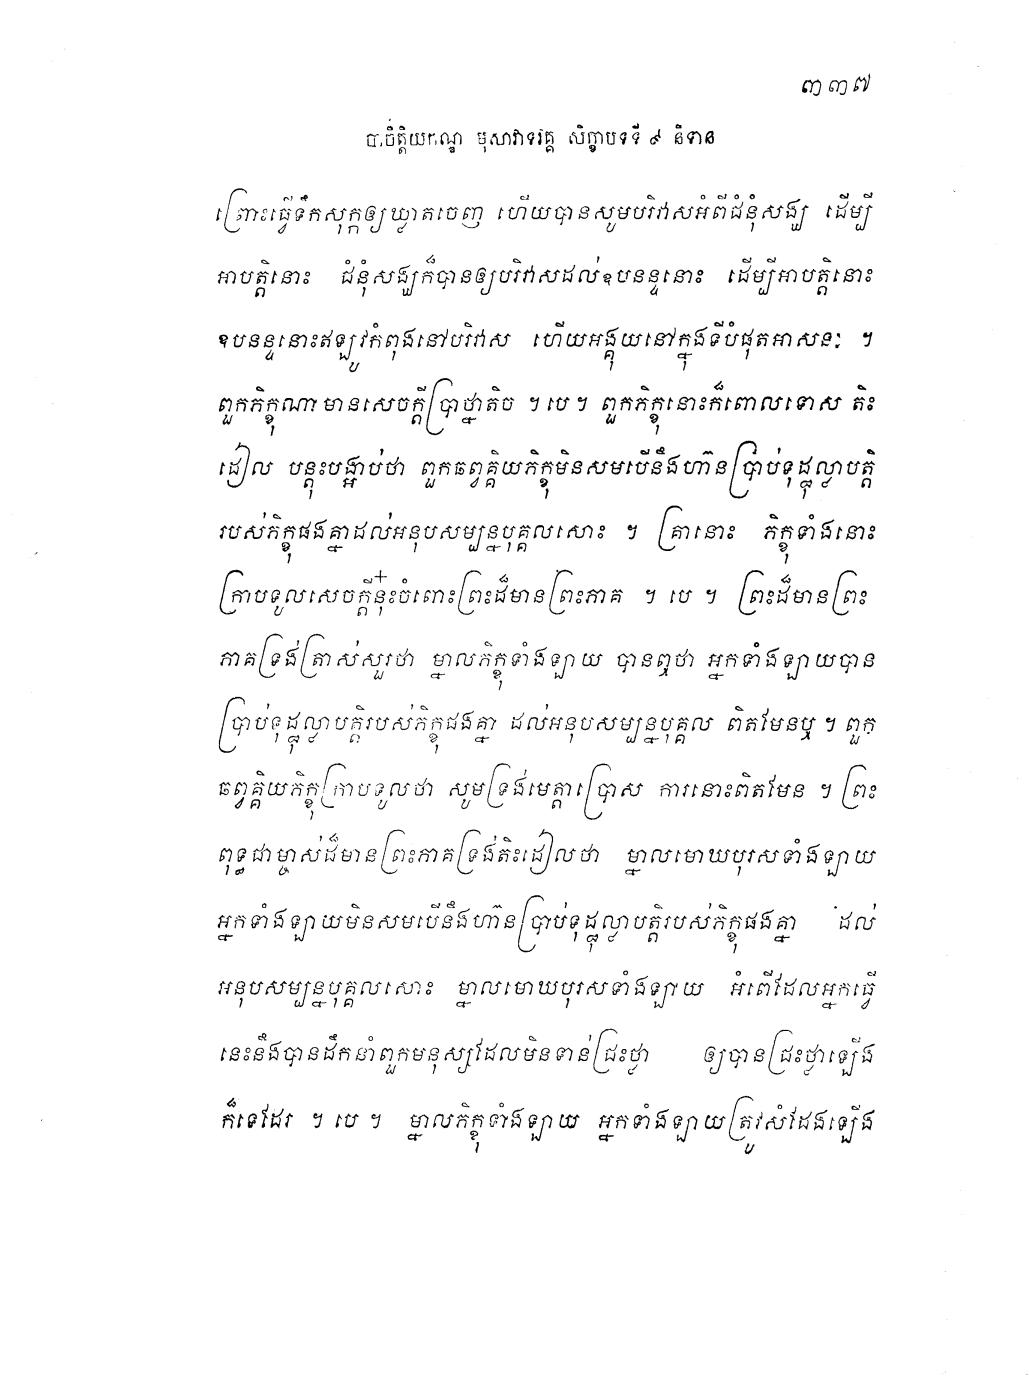 ៣៣៧
បាចិត្តិយកណ្ឌ មុសាវាទវគ្គ សិក្ខាបទទី ៩ និទាន
ព្រោះធ្វើទឹកសុក្កឲ្យឃ្លាតចេញ ហើយបានសូមបរិវាសអំពីជំនុំសង្ឃ ដើម្បី
អាបត្តិនោះ ជំនុំសង្ឃក៏បានឲ្យបរិវាសដល់ឧបនន្ទនោះ ដើម្បីអាបត្តិនោះ
ឧបនន្ទនោះឥឡូវកំពុងនៅបរិវាស ហើយអង្គុយនៅក្នុងទីបំផុតអាសនៈ ។
ពួកភិក្ខុណាមានសេចក្តីប្រាថ្នាតិច ។ បេ ។ ពួកភិក្ខុនោះក៏ពោលទោស តិះ
ដៀល បន្តុះបង្អាប់ថា ពួកឆព្វគ្គិយភិក្ខុមិនសមបើនឹងហ៊ានប្រាប់ទុដ្ឋុល្លាបត្តិ
របស់ភិក្ខុផងគ្នាដល់អនុបសម្បន្នបុគ្គលសោះ ។ គ្រានោះ ភិក្ខុទាំងនោះ
ក្រាបទូលសេចក្តីនុ៎ះចំពោះព្រះដ៏មានព្រះភាគ ។ បេ ។ ព្រះដ៏មានព្រះ
ភាគទ្រង់ត្រាស់សួរថា ម្នាលភិក្ខុទាំងឡាយ បានឮថា អ្នកទាំងឡាយបាន
ប្រាប់ទុដ្ឋុល្លាបត្តិរបស់ភិក្ខុផងគ្នា ដល់អនុបសម្បន្នបុគ្គល ពិតមែនឬ ។ ពួក
ឆព្វគ្គិយភិក្ខុក្រាបទូលថា សូមទ្រង់មេត្តាប្រោស ការនោះពិតមែន ។ ព្រះ
ពុទ្ធជាម្ចាស់ដ៏មានព្រះភាគទ្រង់តិះដៀលថា ម្នាលមោឃបុរសទាំងឡាយ
អ្នកទាំងឡាយមិនសមបើនឹងហ៊ានប្រាប់ទុដ្ឋុល្លាបត្តិរបស់ភិក្ខុផងគ្នា ដល់
អនុបសម្បន្នបុគ្គលសោះ ម្នាលមោឃបុរសទាំងឡាយ អំពើដែលអ្នកធ្វើ
នេះនឹងបានដឹកនាំពួកមនុស្សដែលមិនទាន់ជ្រះថ្លា ឲ្យបានជ្រះថ្លាឡើង
ក៏ទេដែរ ។ បេ ។ ម្នាលភិក្ខុទាំងឡាយ អ្នកទាំងឡាយត្រូវសំដែងឡើង